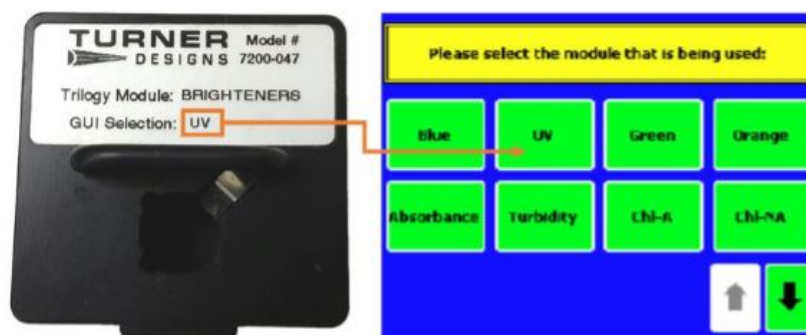 TURNER Model #
DESIGNS 7200-047
Trilogy Module: BRIGHTENERS
GUI Selection: UV
Please select the module that is being used:
Blue UV Green Orange
Absorbance Turbidity Chl-A Chl-NA